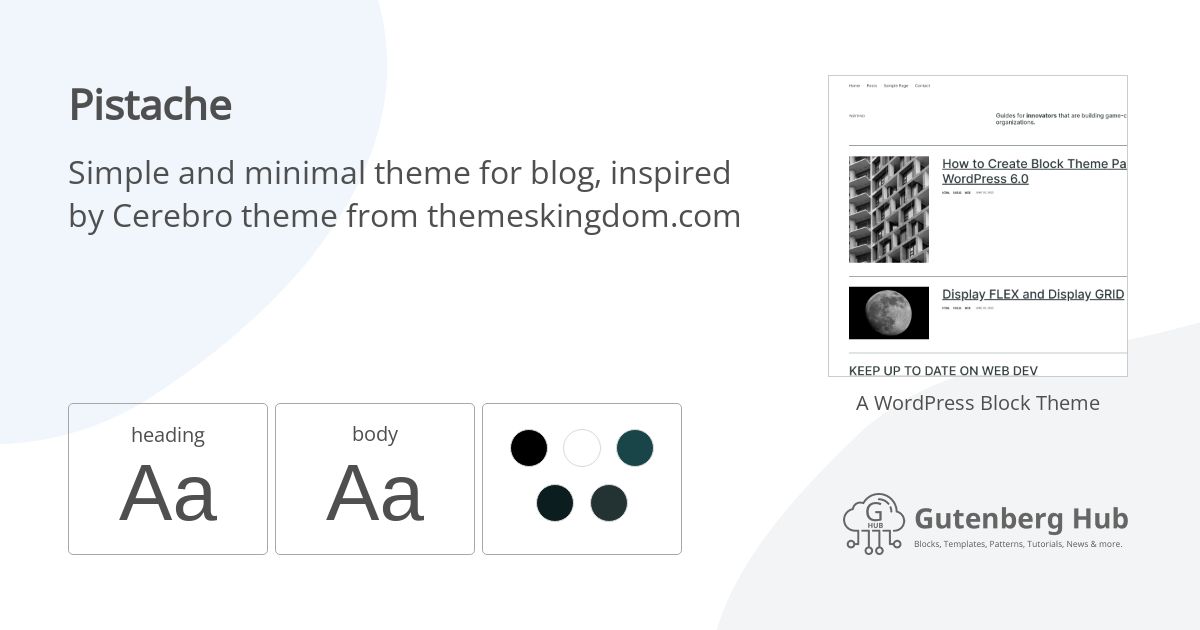 Pistache
Simple and minimal theme for blog, inspired
by Cerebro theme from themeskingdom.com
Home Posts Sample Page Contact
Guides for innovators that are building game-c
organizations.
How to Create Block Theme Pa
WordPress 6.0
Display FLEX and Display GRID
KEEP UP TO DATE ON WEB DEV
A WordPress Block Theme
heading
Aa
body
Aa
G
HUB
Gutenberg Hub
Blocks, Templates, Patterns, Tutorials, News & more.